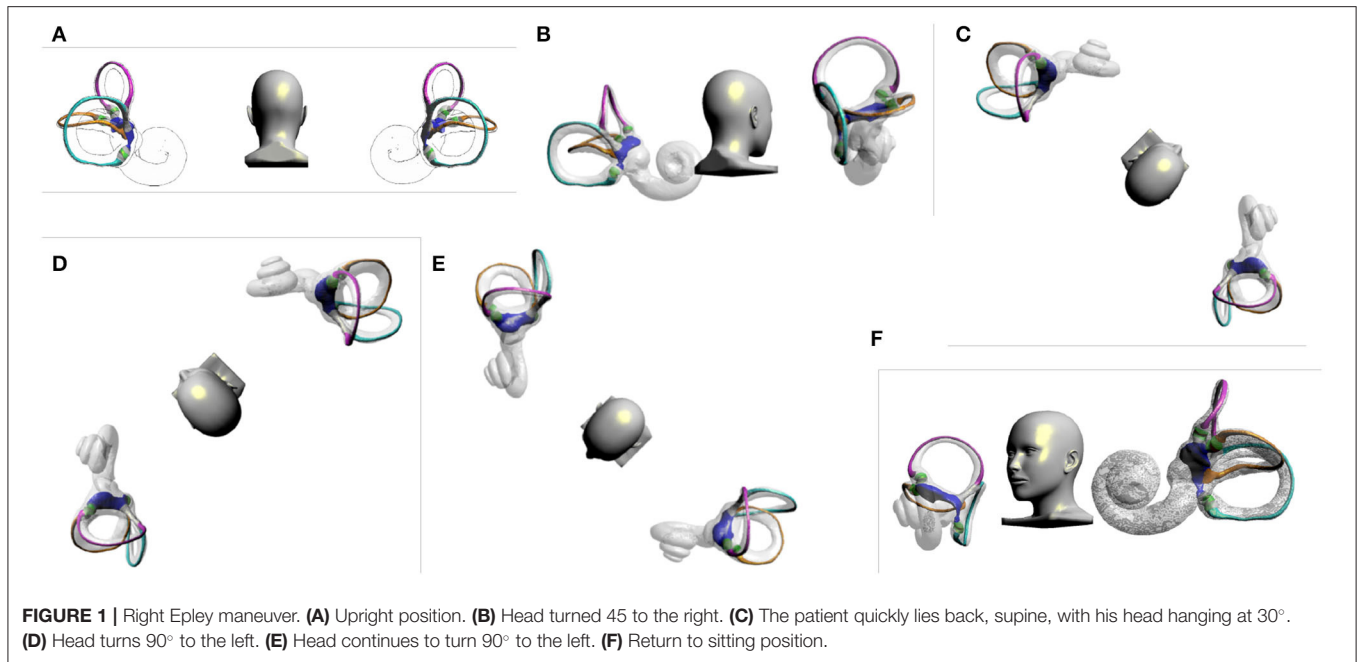 A
B
C
D
E
F
FIGURE 1 | Right Epley maneuver. (A) Upright position. (B) Head turned 45 to the right. (C) The patient quickly lies back, supine, with his head hanging at 30°.
(D) Head turns 90° to the left. (E) Head continues to turn 90° to the left. (F) Return to sitting position.